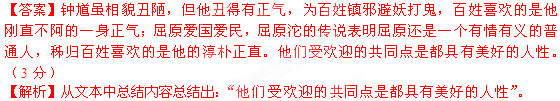 【答案】钟馗虽相貌丑陋，但他丑得有正气，为百姓镇邪避妖打鬼，百姓喜欢的是他
刚直不阿的一身正气；屈原爱国爱民，屈原沱的传说表明屈原还是一个有情有义的普
通人，秭归百姓喜欢的是他的淳朴正直。他们受欢迎的共同点是都具有美好的人性。
（3分）
【解析】从文本中总结内容总结出：“他们受欢迎的共同点是都具有美好的人性”。